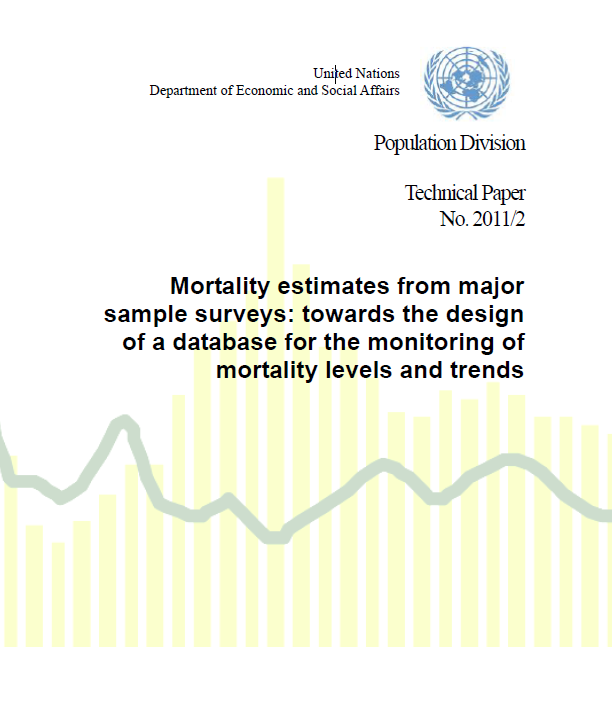 United Nations
Department of Economic and Social Affairs
Population Division
Technical Paper
No. 2011/2
Mortality estimates from major
sample surveys: towards the design
of a database for the monitoring of
mortality levels and trends